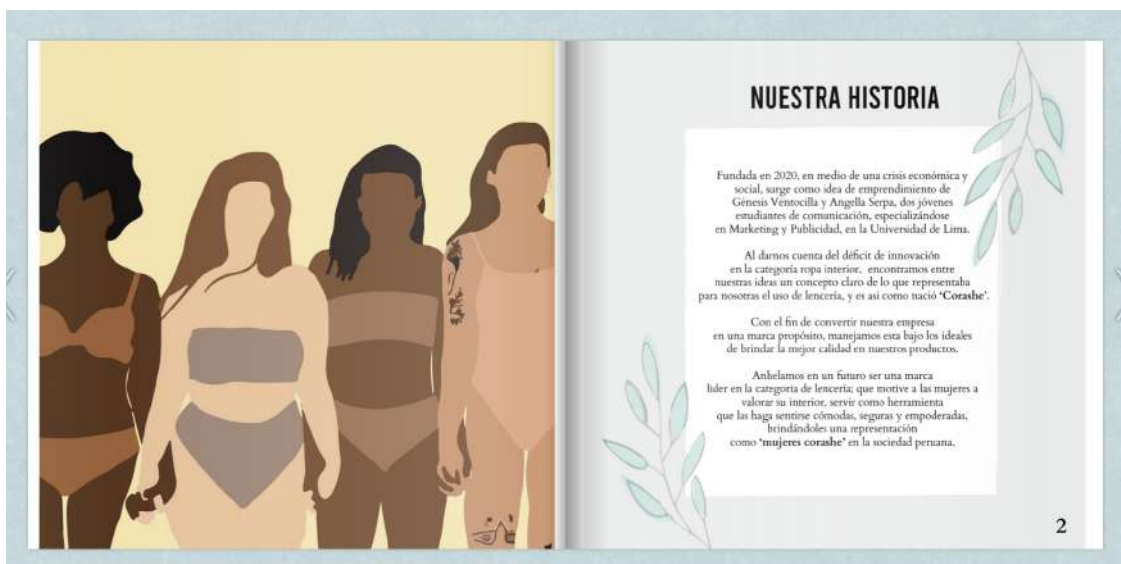 NUESTRA HISTORIA
Fundada en 2020, en medio de una crisis económica y
social, surge como idea de emprendimiento de
Génesis Ventocilla y Angella Serpa, dos jóvenes
estudiantes de comunicación, especializándose
en Marketing y Publicidad, en la Universidad de Lima.
Al darnos cuenta del déficit de innovación
en la categoría ropa interior, encontramos entre
nuestras ideas un concepto claro de lo que representaba
para nosotras el uso de lencería, y es así como nació ‘Corashe’.
Con el fin de convertir nuestra empresa
en una marca propósito, manejamos esta bajo los ideales
de brindar la mejor calidad en nuestros productos.
Anhelamos en un futuro ser una marca
líder en la categoría de lencería; que motive a las mujeres a
valorar su interior, servir como herramienta
que las haga sentirse cómodas, seguras y empoderadas,
brindándoles una representación
como ‘mujeres corashe’ en la sociedad peruana.
2